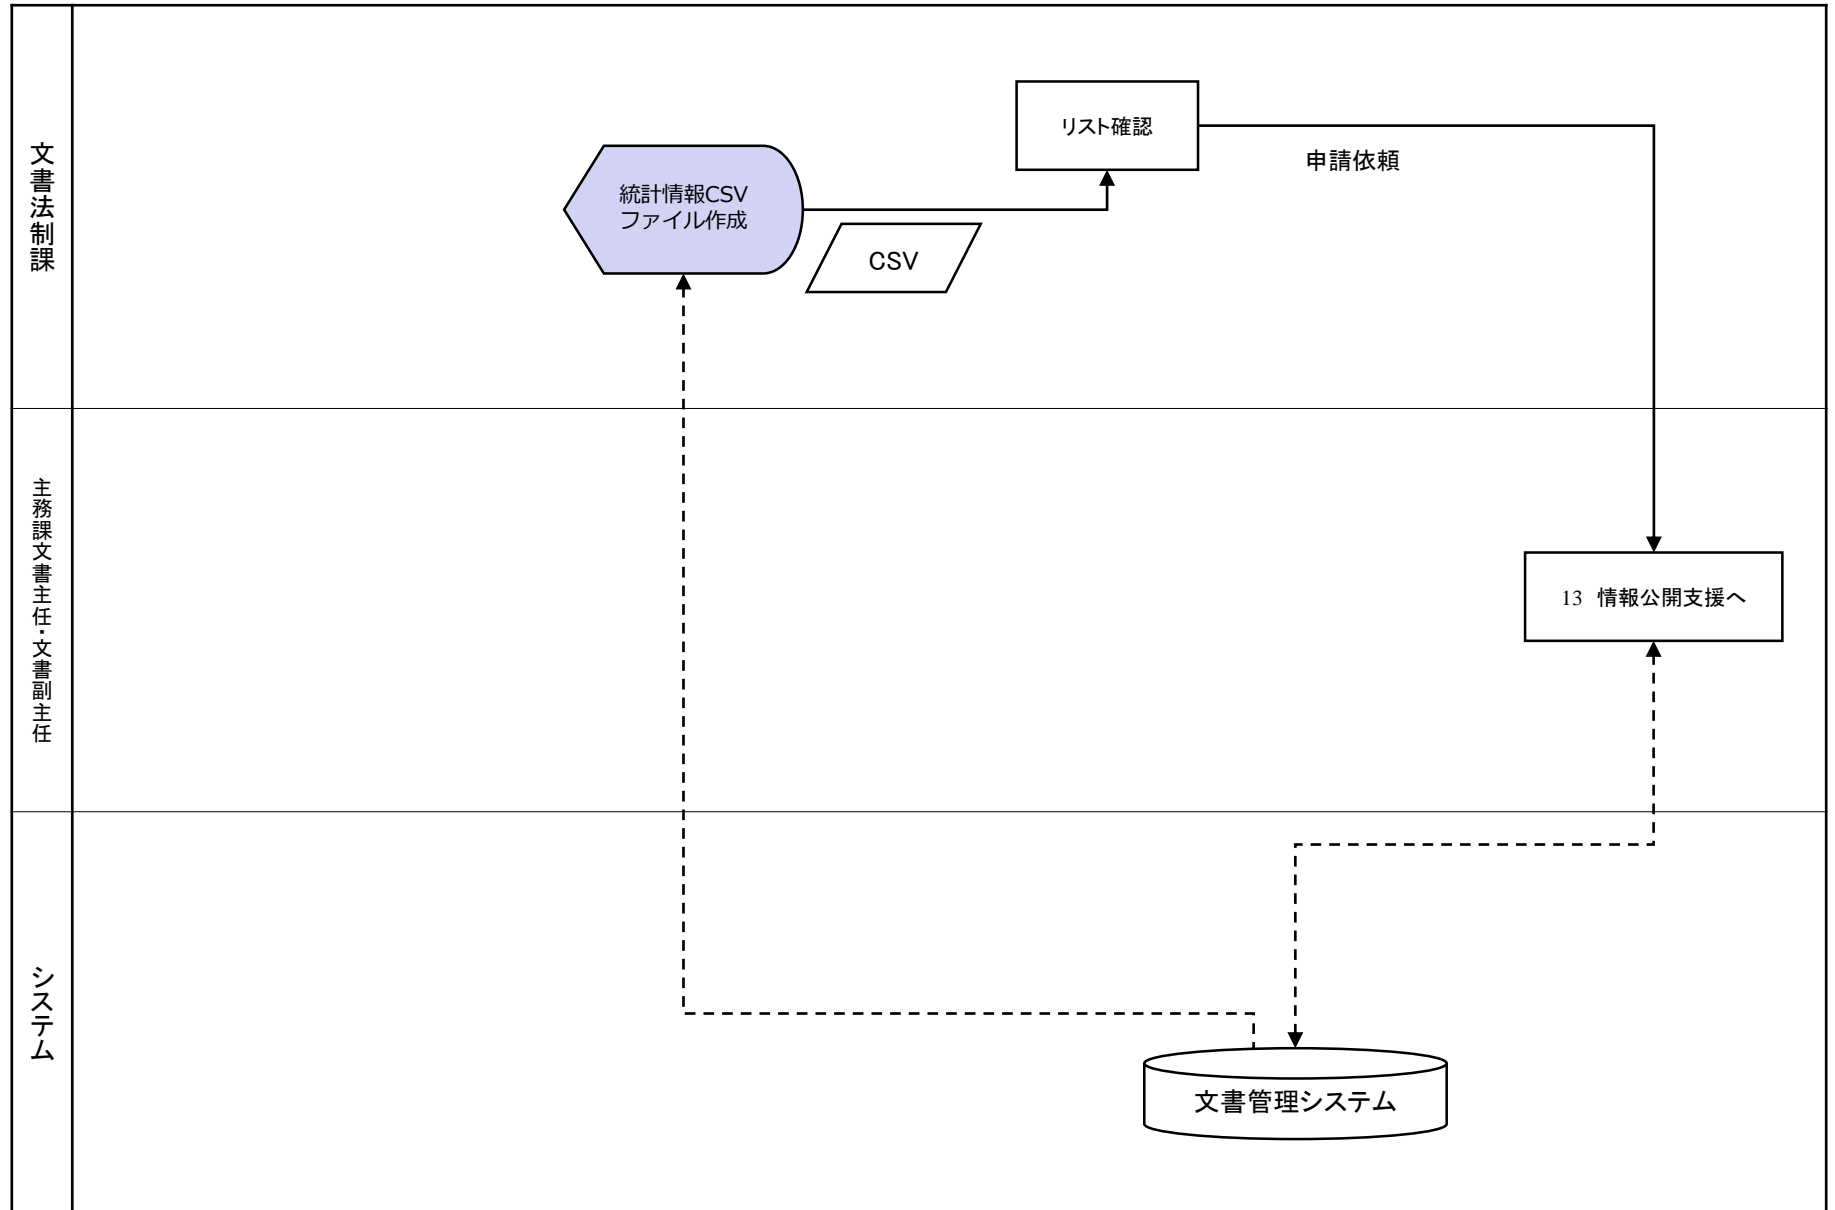 文書法制課
リスト確認
申請依頼
統計情報CSV
ファイル作成
CSV
主務課文書主任・文書副主任
13 情報公開支援へ
システム
文書管理システム